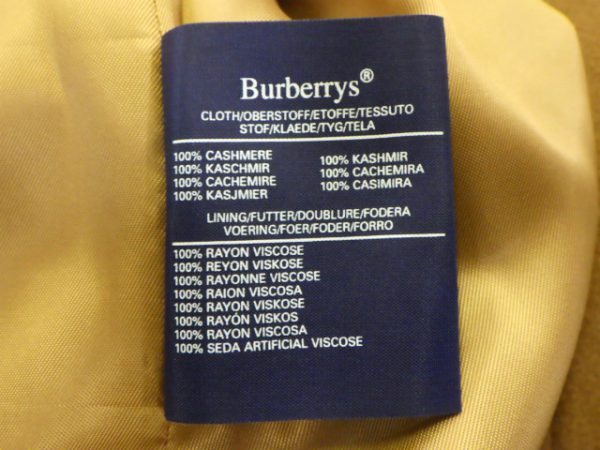 Burberrys®
CLOTH/OBERSTOFF/ETOFFE/TESSUTO
STOF/KLAEDE/TYG/TELA
100% CASHMERE
100% KASCHMIR
100% CACHEMIRE
100% KASJMIER
100% KASHMIR
100% CACHEMIRA
100% CASIMIRA
LINING/FUTTER/DOUBLURE/FODERA
VOERING/FOER/FODER/FORRO
100% RAYON VISCOSE
100% REYON VISKOSE
100% RAYONNE VISCOSE
100% RAION VISCOSA
100% RAYON VISKOSE
100% RAYÓN VISKOS
100% RAYON VISCOSA
100% SEDA ARTIFICIAL VISCOSE